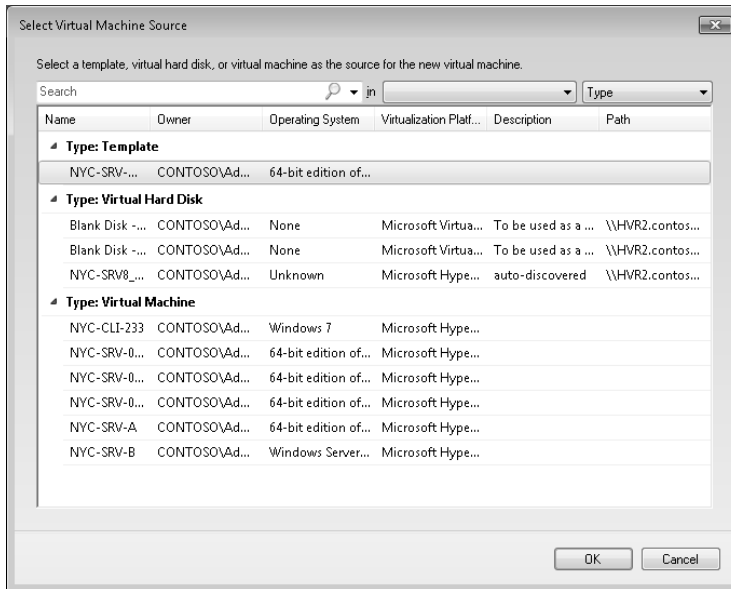 Select Virtual Machine Source
Select a template, virtual hard disk, or virtual machine as the source for the new virtual machine.
Search in Type
Name Owner Operating System Virtualization Platf... Description Path
Type: Template
NYC-SRV-... CONTOSO\Ad... 64-bit edition of...
Type: Virtual Hard Disk
Blank Disk -... CONTOSO\Ad... None Microsoft Virtua... To be used as a ... \\HVR2.contos...
Blank Disk -... CONTOSO\Ad... None Microsoft Virtua... To be used as a ... \\HVR2.contos...
NYC-SRV8_... CONTOSO\Ad... Unknown Microsoft Hype... auto-discovered \\HVR2.contos...
Type: Virtual Machine
NYC-CLI-233 CONTOSO\Ad... Windows 7 Microsoft Hype...
NYC-SRV-0... CONTOSO\Ad... 64-bit edition of... Microsoft Hype...
NYC-SRV-0... CONTOSO\Ad... 64-bit edition of... Microsoft Hype...
NYC-SRV-0... CONTOSO\Ad... 64-bit edition of... Microsoft Hype...
NYC-SRV-A CONTOSO\Ad... 64-bit edition of... Microsoft Hype...
NYC-SRV-B CONTOSO\Ad... Windows Server... Microsoft Hype...
OK Cancel